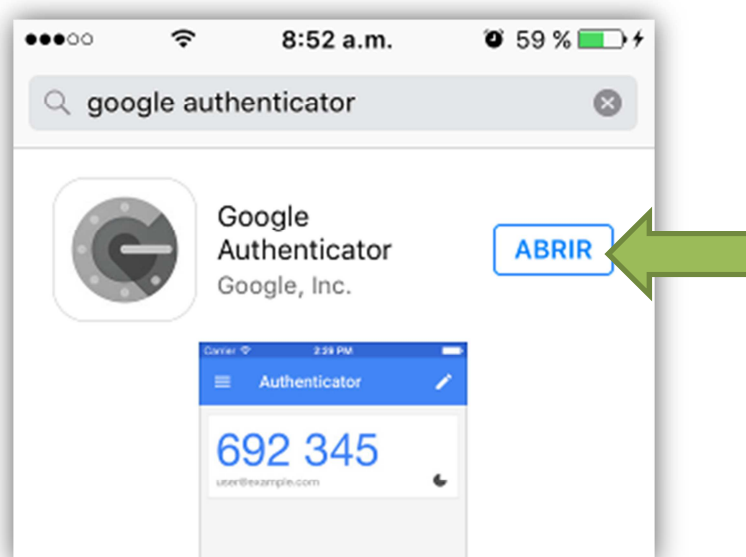 8:52 a.m.
59 %
google authenticator
Google
Authenticator
Google, Inc.
ABRIR
Carrier
2:29 PM
Authenticator
692 345
user@example.com